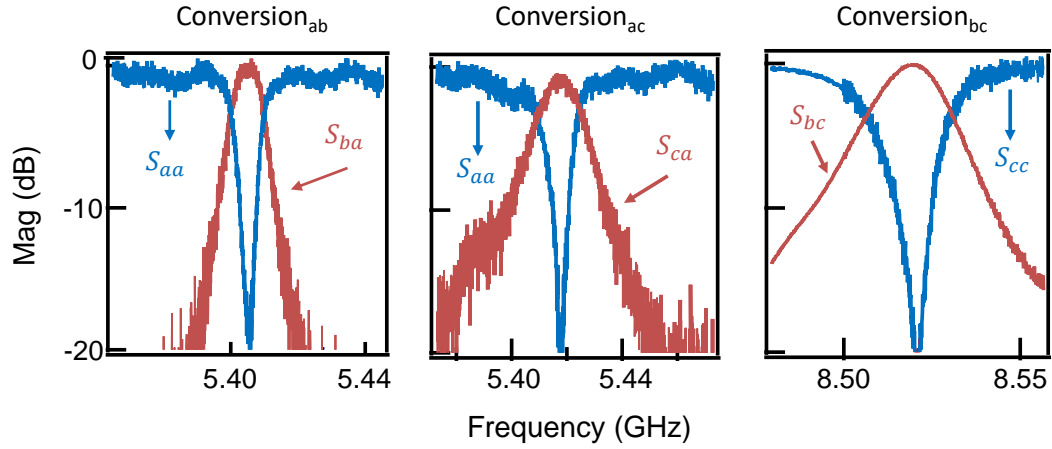 Conversion_ab Conversion_ac Conversion_bc
Mag (dB)
0
-10
-20
S_aa
S_ba
S_aa
S_ca
S_bc
S_cc
5.40 5.44 5.40 5.44 8.50 8.55
Frequency (GHz)